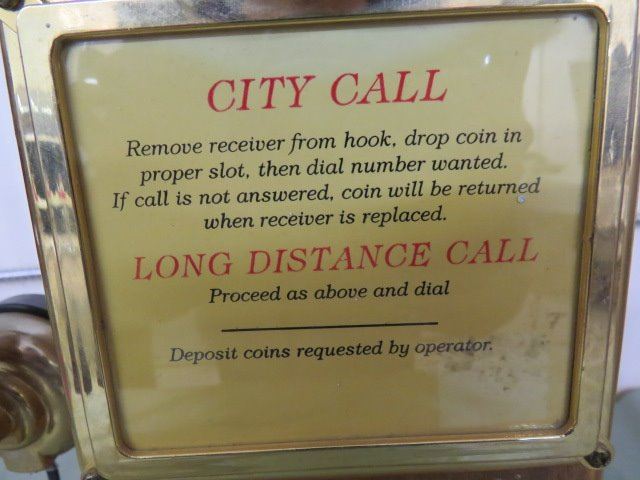 CITY CALL
Remove receiver from hook, drop coin in
proper slot, then dial number wanted.
If call is not answered, coin will be returned
when receiver is replaced.
LONG DISTANCE CALL
Proceed as above and dial
Deposit coins requested by operator.